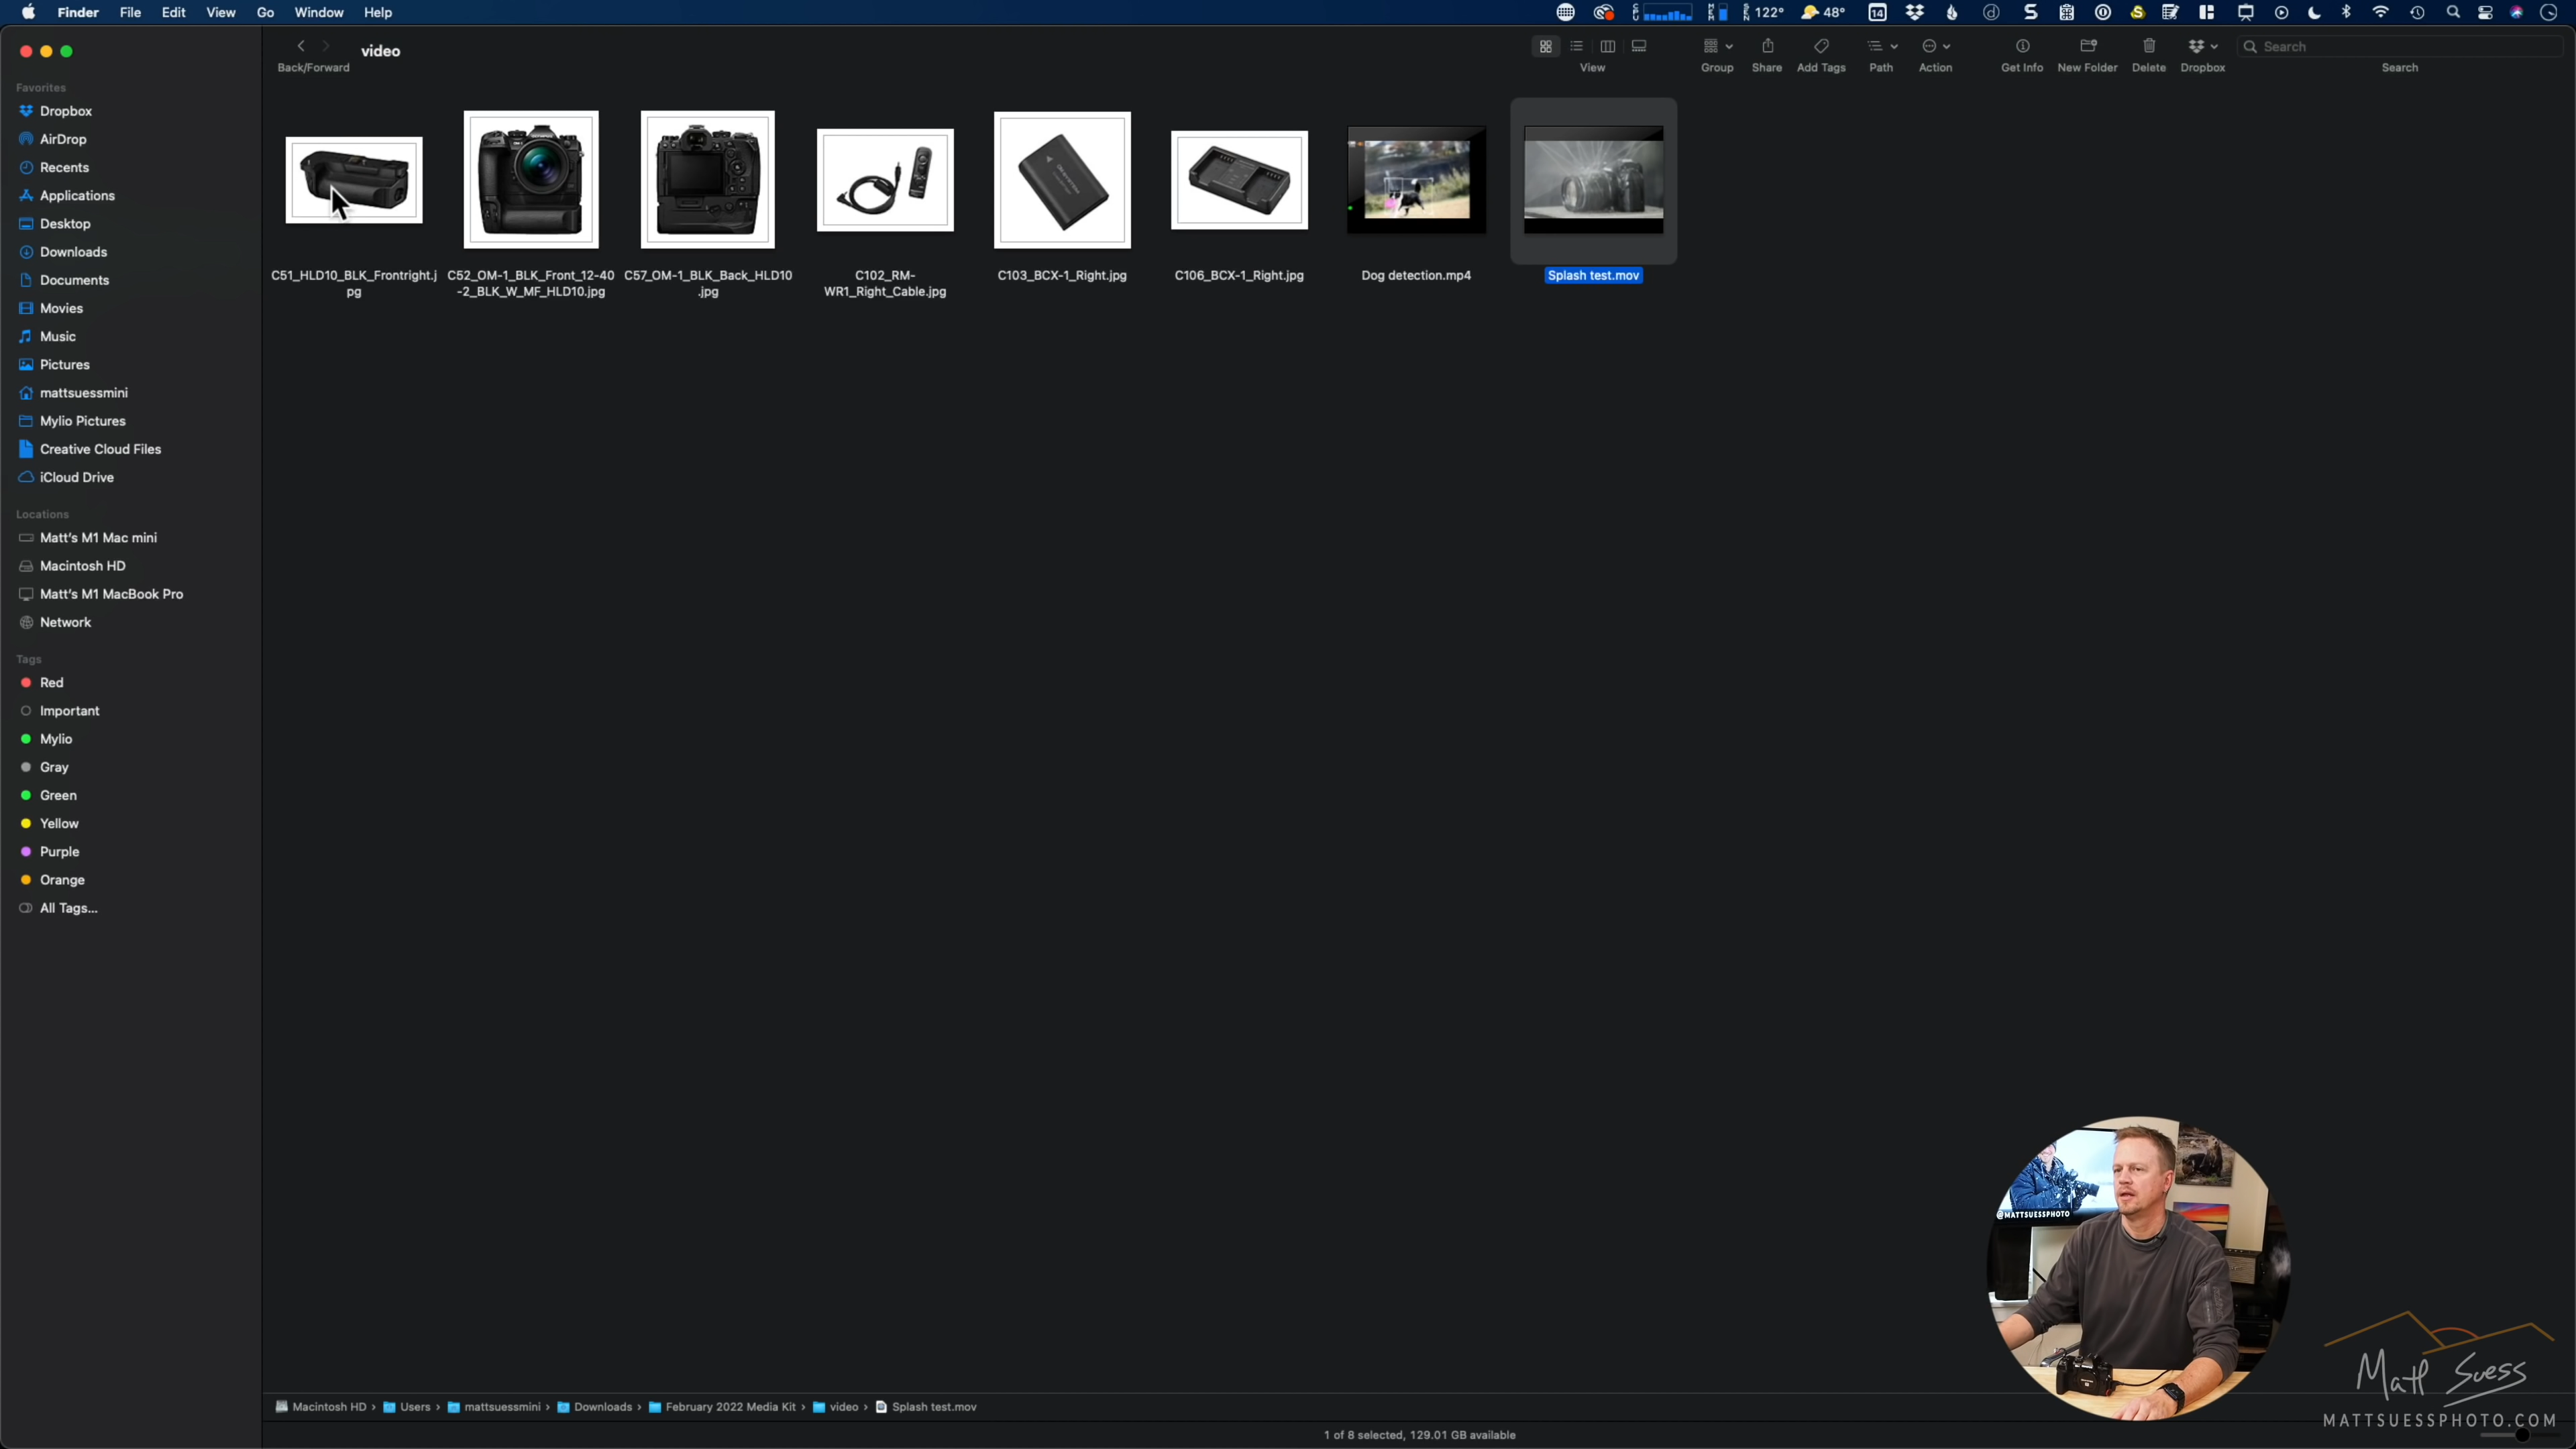 Finder File Edit View Go Window Help
122° 48° 14
video
Back/Forward View Group Share Add Tags Path Action Get Info New Folder Delete Dropbox Search
Search
Favorites
Dropbox
AirDrop
Recents
Applications
Desktop
Downloads
Documents
Movies
Music
Pictures
mattsuessmini
Mylio Pictures
Creative Cloud Files
iCloud Drive
Locations
Matt's M1 Mac mini
Macintosh HD
Matt's M1 MacBook Pro
Network
Tags
Red
Important
Mylio
Gray
Green
Yellow
Purple
Orange
All Tags...
C51_HLD10_BLK_Frontright.j
pg
C52_OM-1_BLK_Front_12-40
-2_BLK_W_MF_HLD10.jpg
C57_OM-1_BLK_Back_HLD10
.jpg
C102_RM-
WR1_Right_Cable.jpg
C103_BCX-1_Right.jpg
C106_BCX-1_Right.jpg
Dog detection.mp4
Splash test.mov
@MATTSUESSPHOTO
Matt Suess
MATTSUESSPHOTO.COM
Macintosh HD › Users › mattsuessmini › Downloads › February 2022 Media Kit › video › Splash test.mov
1 of 8 selected, 129.01 GB available